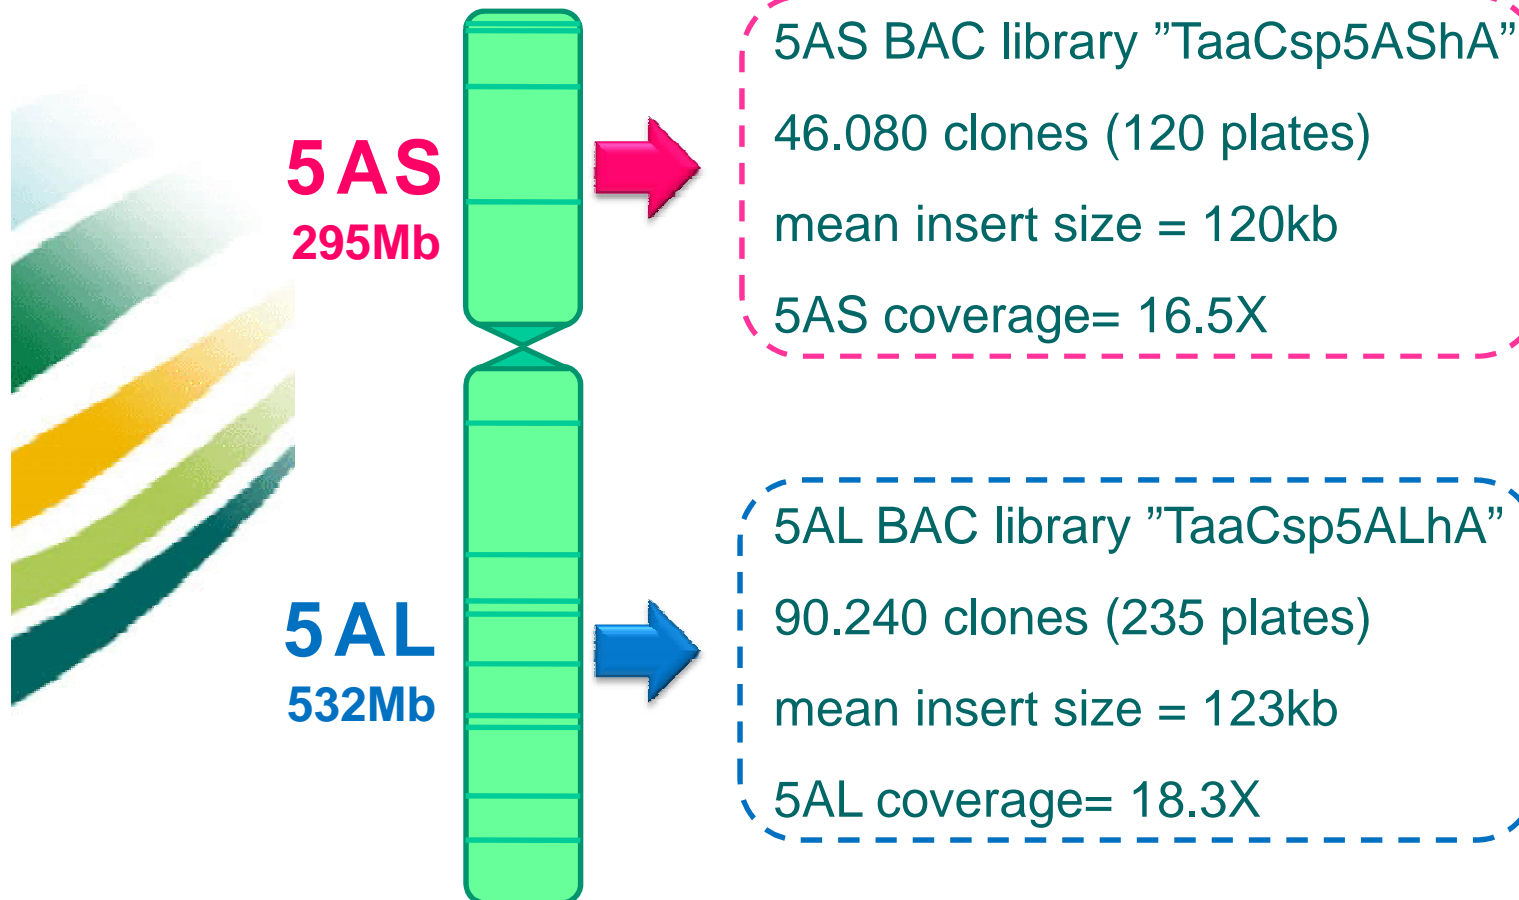 5AS
295Mb
5AS BAC library ”TaaCsp5AShA”
46.080 clones (120 plates)
mean insert size = 120kb
5AS coverage= 16.5X
5AL
532Mb
5AL BAC library ”TaaCsp5ALhA”
90.240 clones (235 plates)
mean insert size = 123kb
5AL coverage= 18.3X